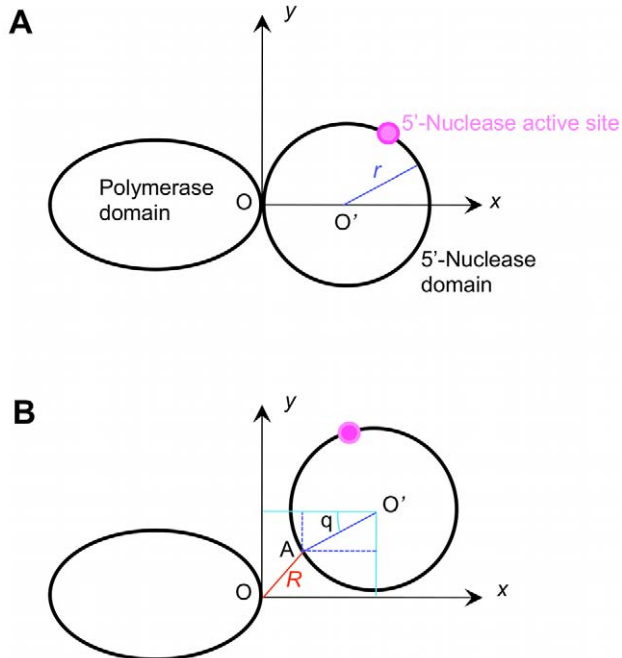 A
y
5'-Nuclease active site
r
Polymerase
domain
O
x
O'
5'-Nuclease
domain
B
y
O'
q
A
R
O
x